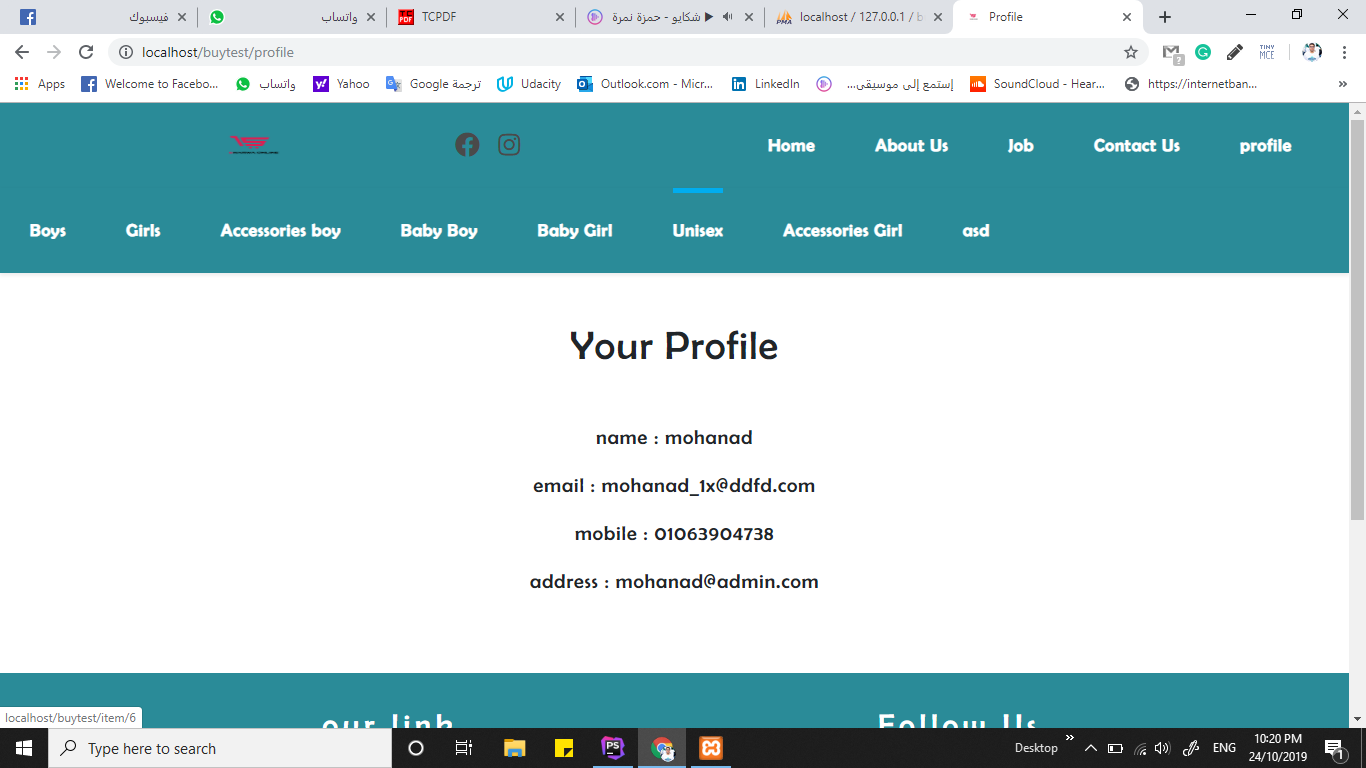 فيسبوك
واتساب
TCPDF
شكايو - حمزة نمرة
localhost / 127.0.0.1 / b
Profile
localhost/buytest/profile
TINY
MCE
Apps
Welcome to Facebo...
واتساب
Yahoo
ترجمة Google
Udacity
Outlook.com - Micr...
LinkedIn
إستمع إلى موسيقى...
SoundCloud - Hear...
https://internetban...
Home
About Us
Job
Contact Us
profile
Boys
Girls
Accessories boy
Baby Boy
Baby Girl
Unisex
Accessories Girl
asd
Your Profile
name : mohanad
email : mohanad_1x@ddfd.com
mobile : 01063904738
address : mohanad@admin.com
our link
Follow Us
localhost/buytest/item/6
Type here to search
Desktop
ENG
10:20 PM
24/10/2019
1